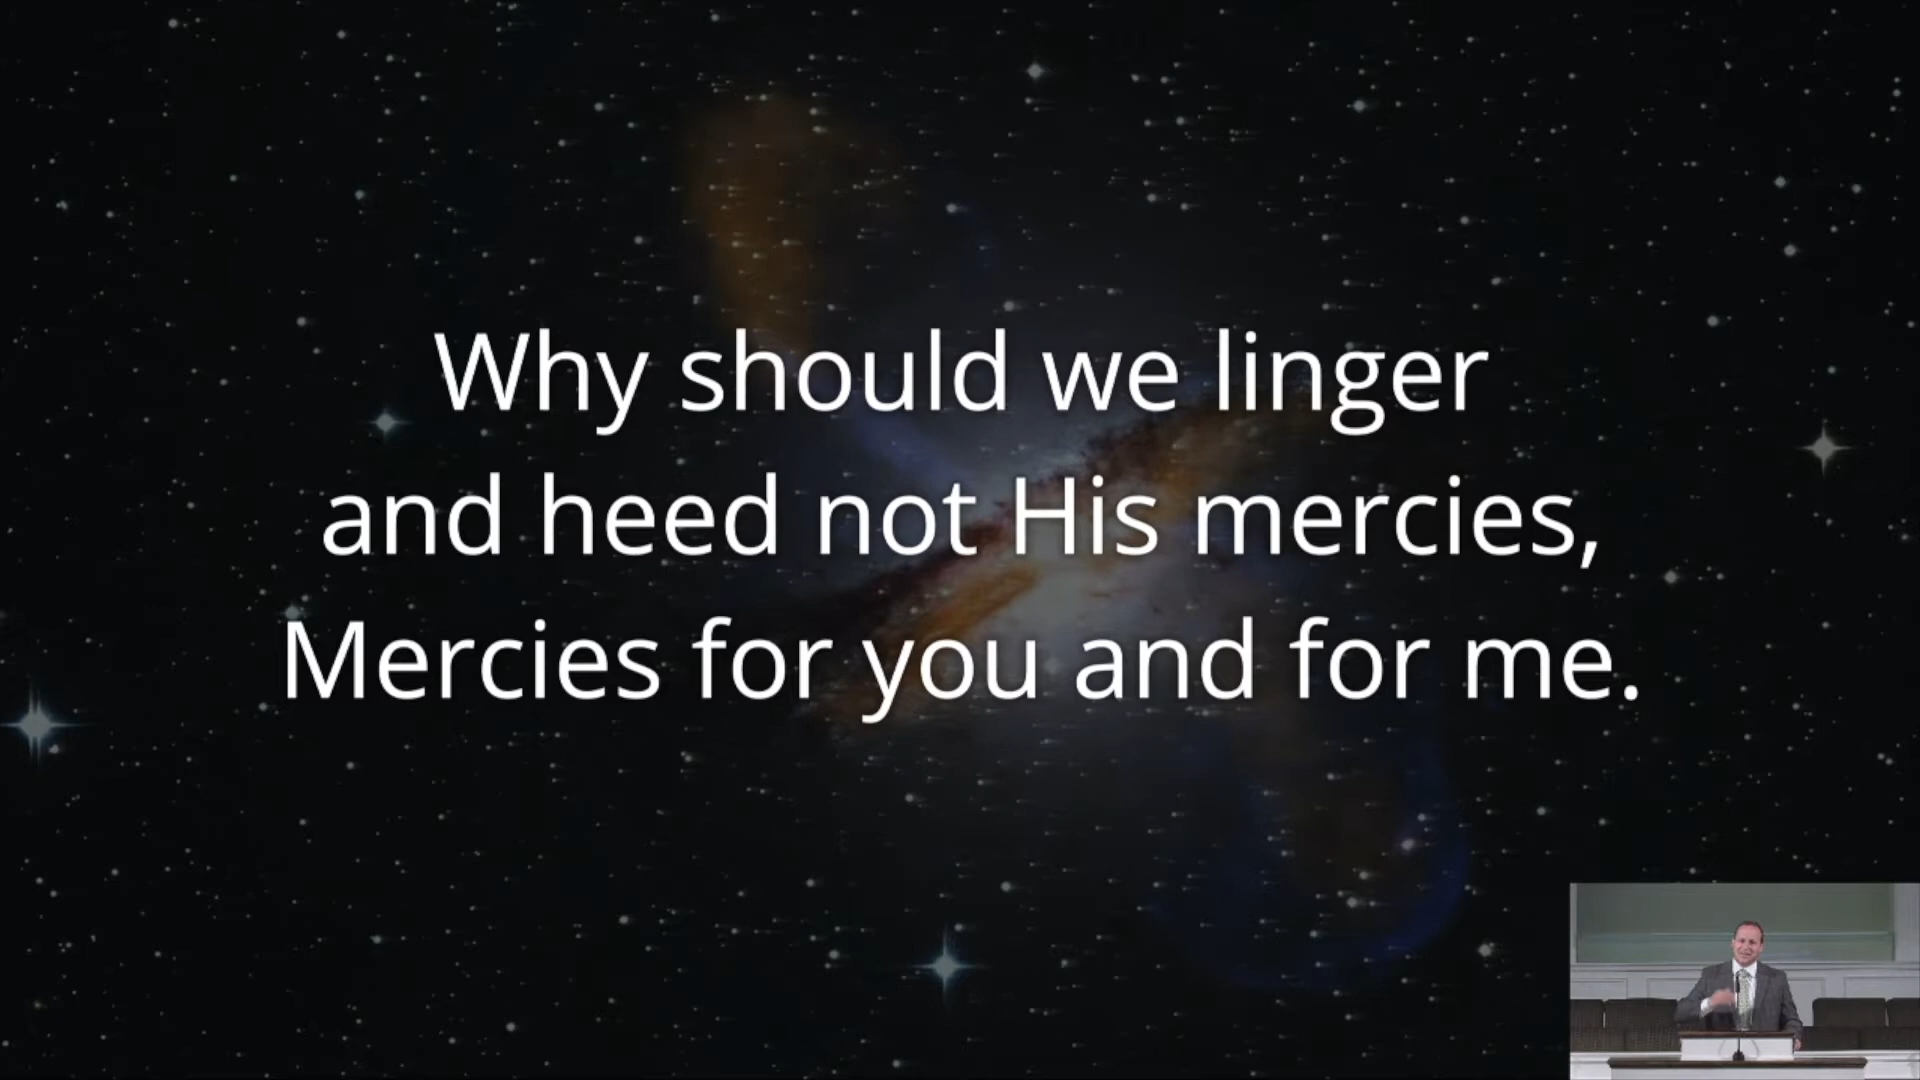 Why should we linger
and heed not His mercies,
Mercies for you and for me.